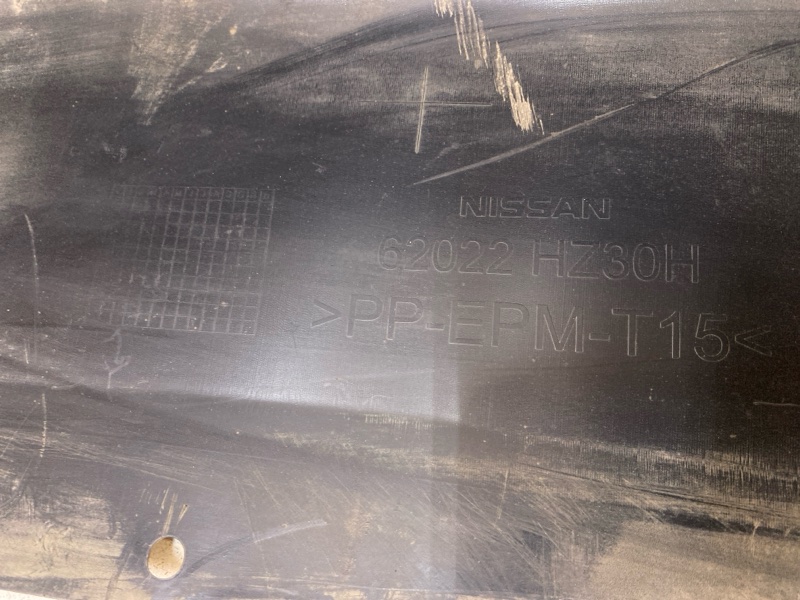 NISSAN
62022 HZ30H
>PP-EPM-T15<